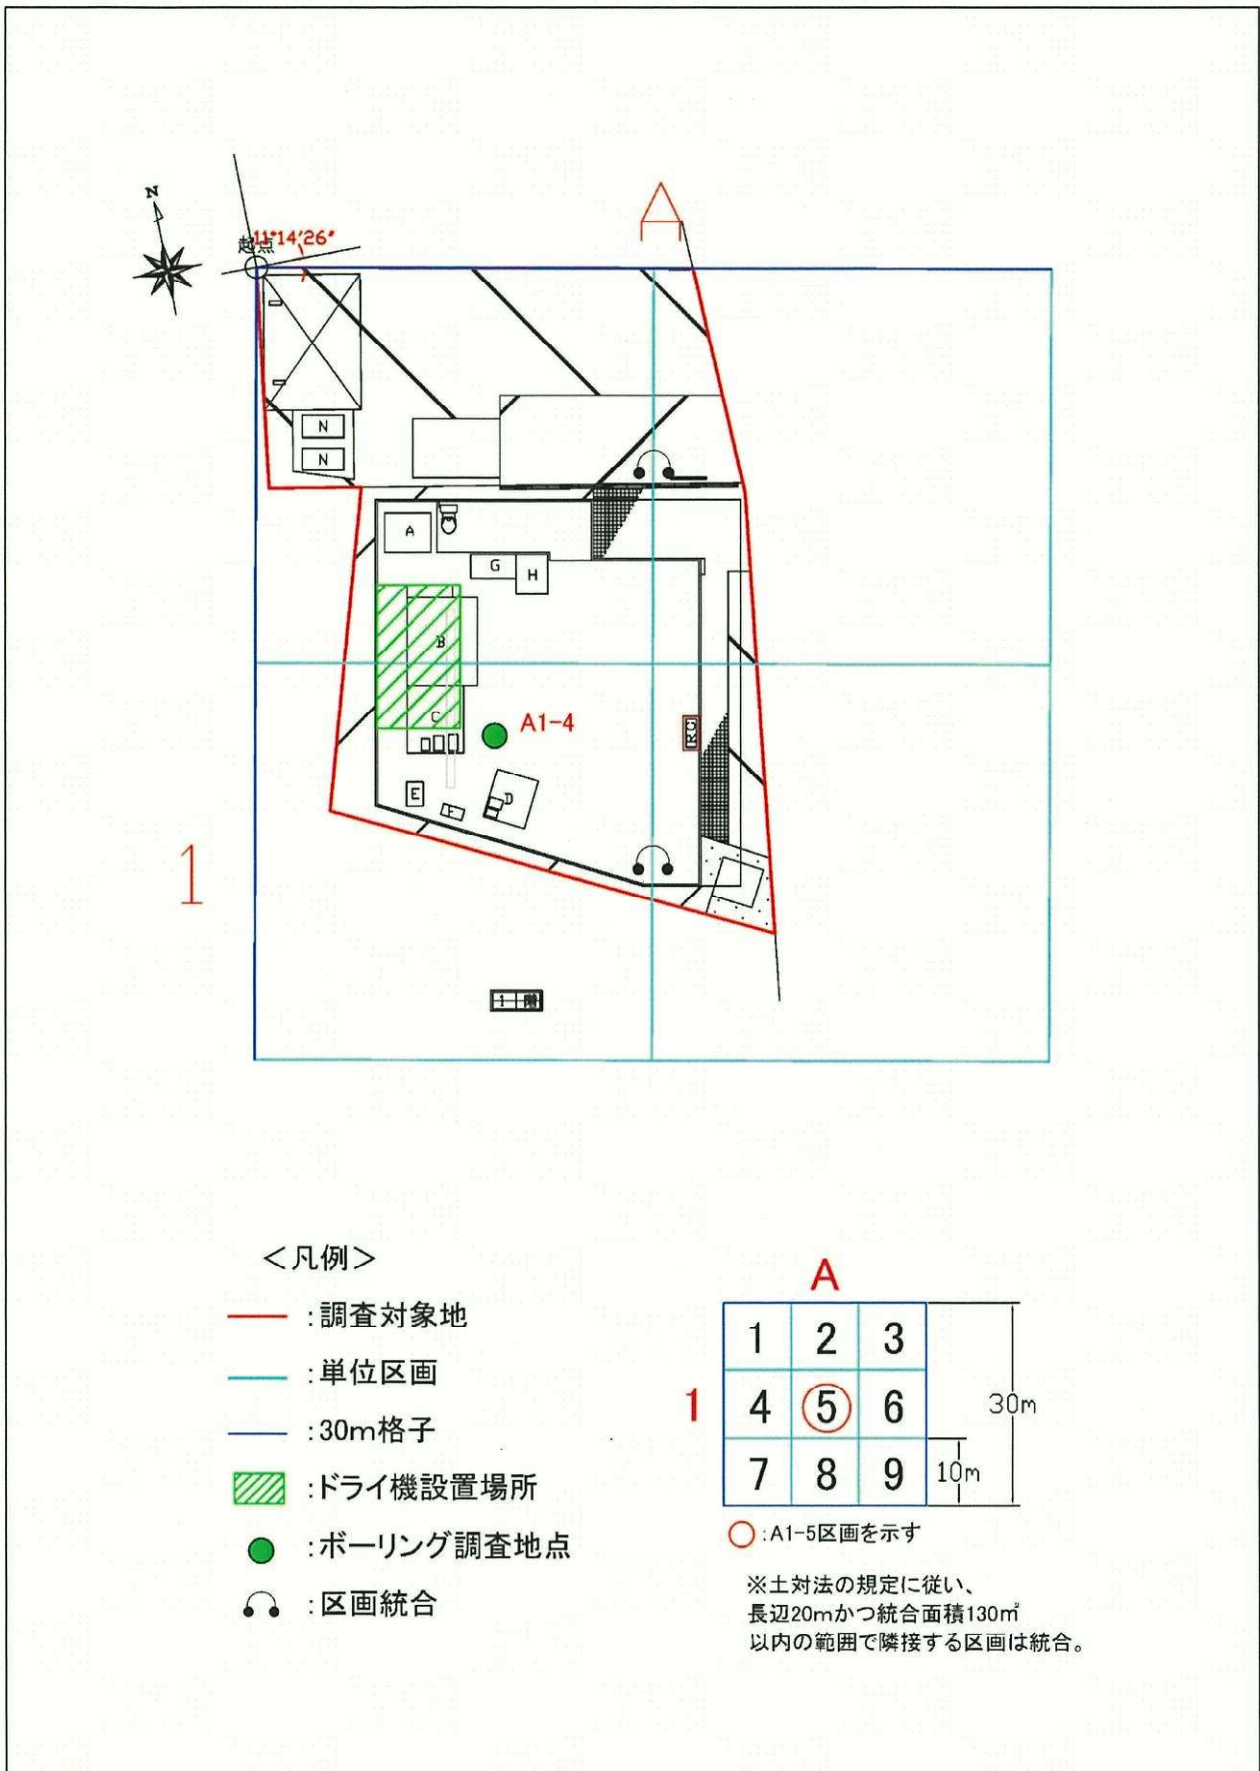 N
起点
11°14'26"
A
N
N
A
G
H
B
C
A1-4
RG
E
F
D
1
1階
＜凡例＞
:調査対象地
:単位区画
:30m格子
:ドライ機設置場所
:ボーリング調査地点
:区画統合
A
1 2 3
1 4 5 6 30m
7 8 9 10m
:A1-5区画を示す
※土対法の規定に従い、
長辺20mかつ統合面積130㎡
以内の範囲で隣接する区画は統合。